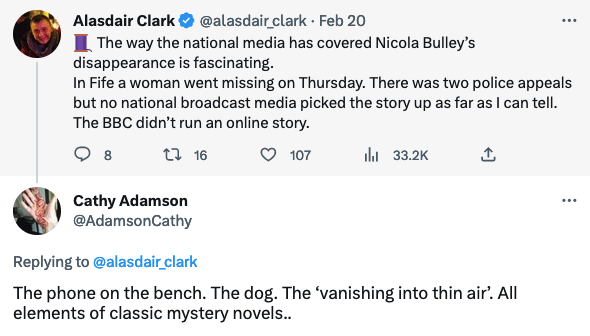 Alasdair Clark @alasdair_clark · Feb 20
🧵 The way the national media has covered Nicola Bulley's
disappearance is fascinating.
In Fife a woman went missing on Thursday. There was two police appeals
but no national broadcast media picked the story up as far as I can tell.
The BBC didn't run an online story.
8 16 107 33.2K
Cathy Adamson
@AdamsonCathy
Replying to @alasdair_clark
The phone on the bench. The dog. The ‘vanishing into thin air’. All
elements of classic mystery novels..